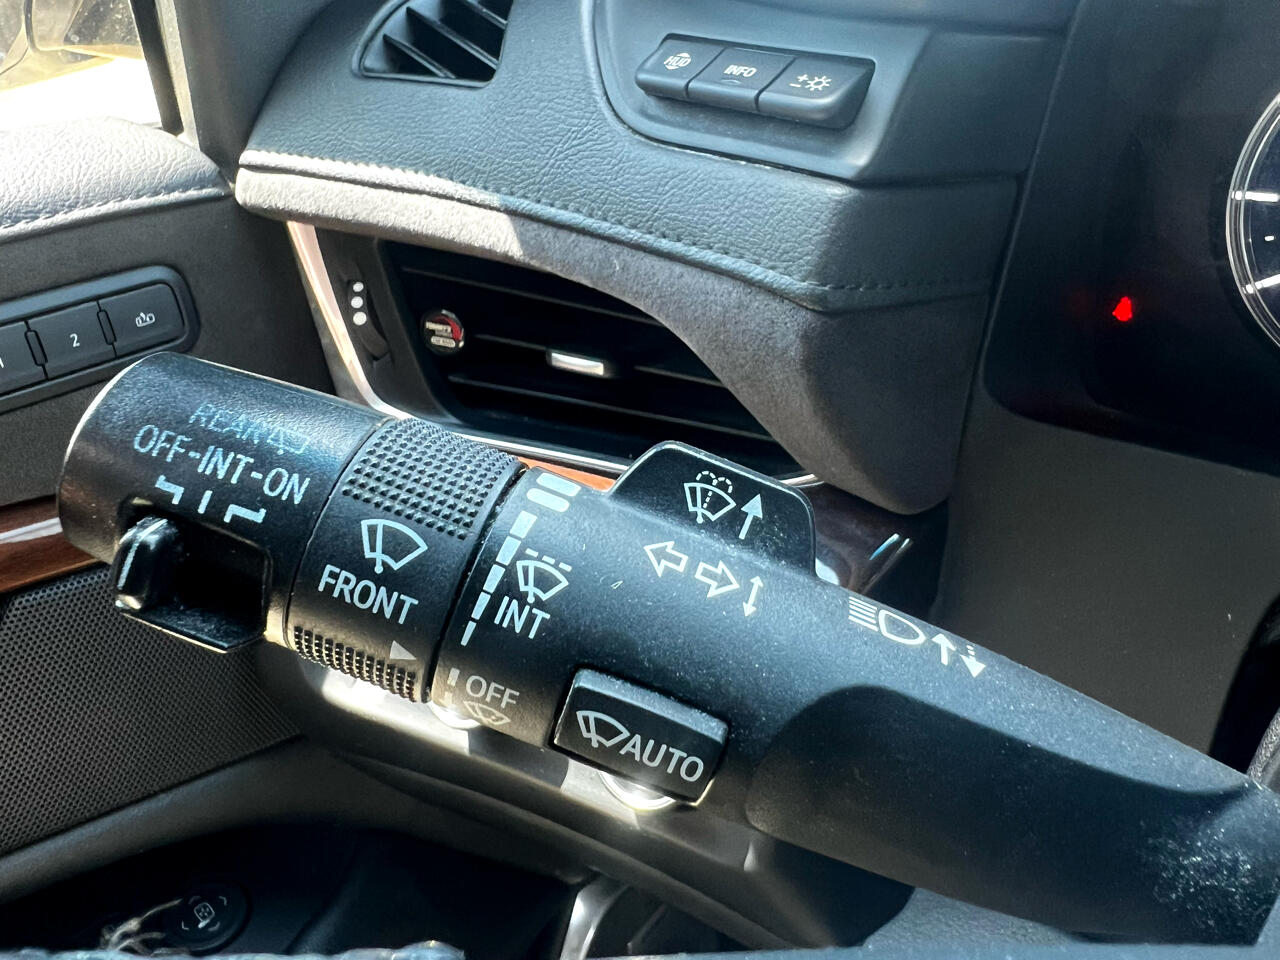 HUD
INFO
2
REAR
OFF-INT-ON
FRONT
INT
OFF
AUTO